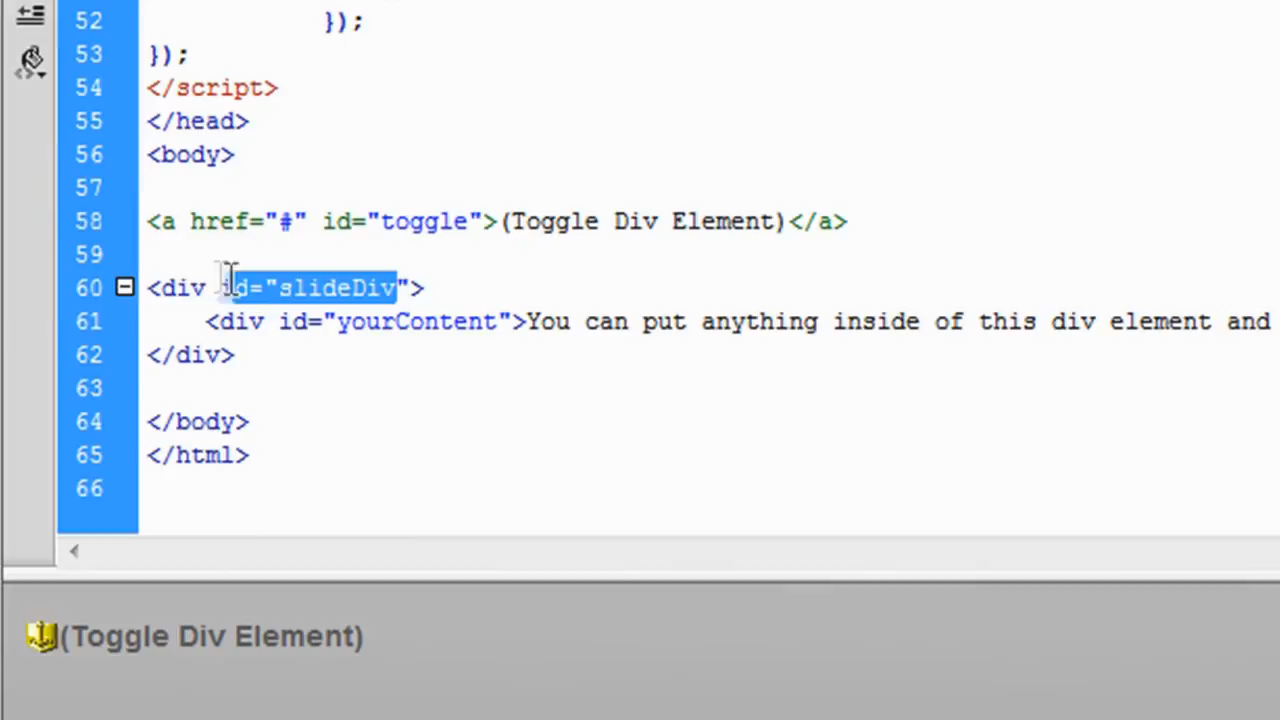 52 });
53 });
54 </script>
55 </head>
56 <body>
57
58 <a href="#" id="toggle">(Toggle Div Element)</a>
59
60 <div id="slideDiv">
61 <div id="yourContent">You can put anything inside of this div element and
62 </div>
63
64 </body>
65 </html>
66
(Toggle Div Element)